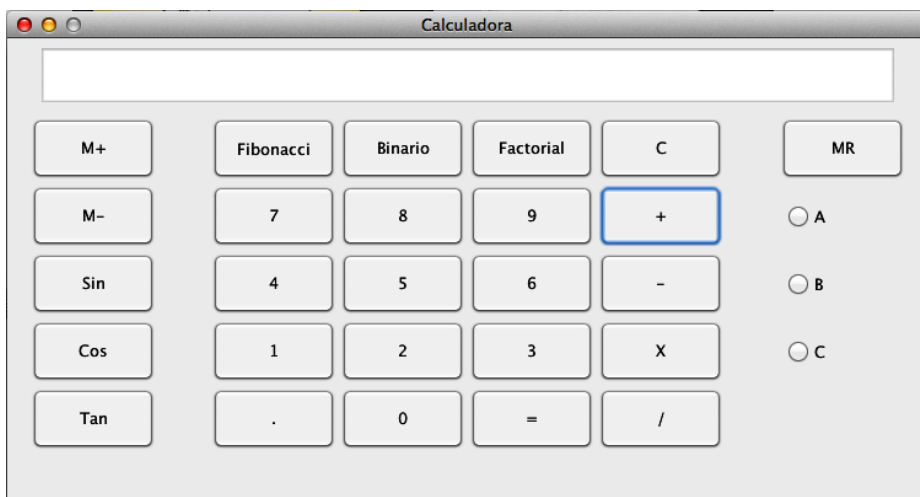 Calculadora
M+ Fibonacci Binario Factorial C MR
M- 7 8 9 + A
Sin 4 5 6 - B
Cos 1 2 3 X C
Tan . 0 = /